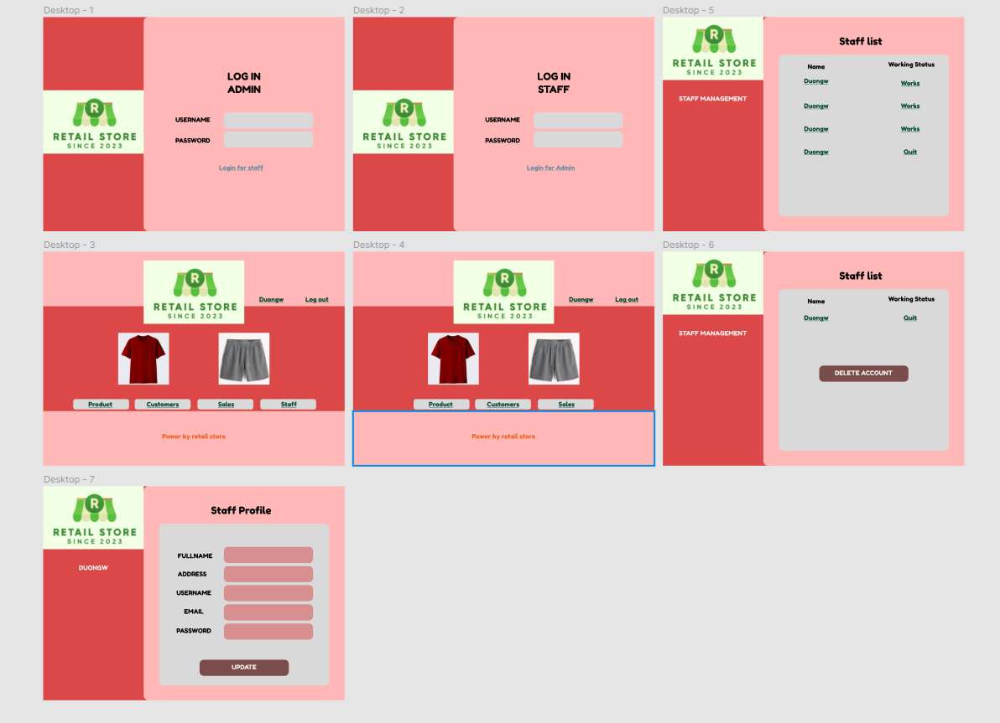 Desktop - 1
R
RETAIL STORE
SINCE 2023
LOG IN
ADMIN
USERNAME
PASSWORD
Login for staff
Desktop - 2
R
RETAIL STORE
SINCE 2023
LOG IN
STAFF
USERNAME
PASSWORD
Login for Admin
Desktop - 5
R
RETAIL STORE
SINCE 2023
STAFF MANAGEMENT
Staff list
Name Working Status
Duongw Works
Duongw Works
Duongw Works
Duongw Quit
Desktop - 3
R
RETAIL STORE
SINCE 2023
Duongw Log out
Product Customers Sales Staff
Power by retail store
Desktop - 4
R
RETAIL STORE
SINCE 2023
Duongw Log out
Product Customers Sales
Power by retail store
Desktop - 6
R
RETAIL STORE
SINCE 2023
STAFF MANAGEMENT
Staff list
Name Working Status
Duongw Quit
DELETE ACCOUNT
Desktop - 7
R
RETAIL STORE
SINCE 2023
DUONGW
Staff Profile
FULLNAME
ADDRESS
USERNAME
EMAIL
PASSWORD
UPDATE